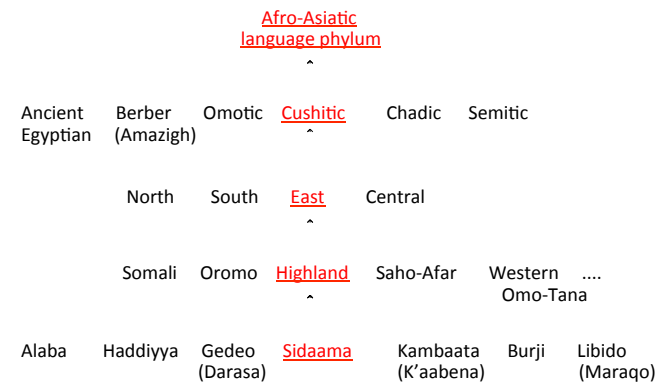 Afro-Asiatic
language phylum
Ancient Berber Omotic Cushitic Chadic Semitic
Egyptian (Amazigh)
North South East Central
Somali Oromo Highland Saho-Afar Western ....
Omo-Tana
Alaba Haddiyya Gedeo Sidaama Kambaata Burji Libido
(Darasa) (K'aabena) (Maraqo)